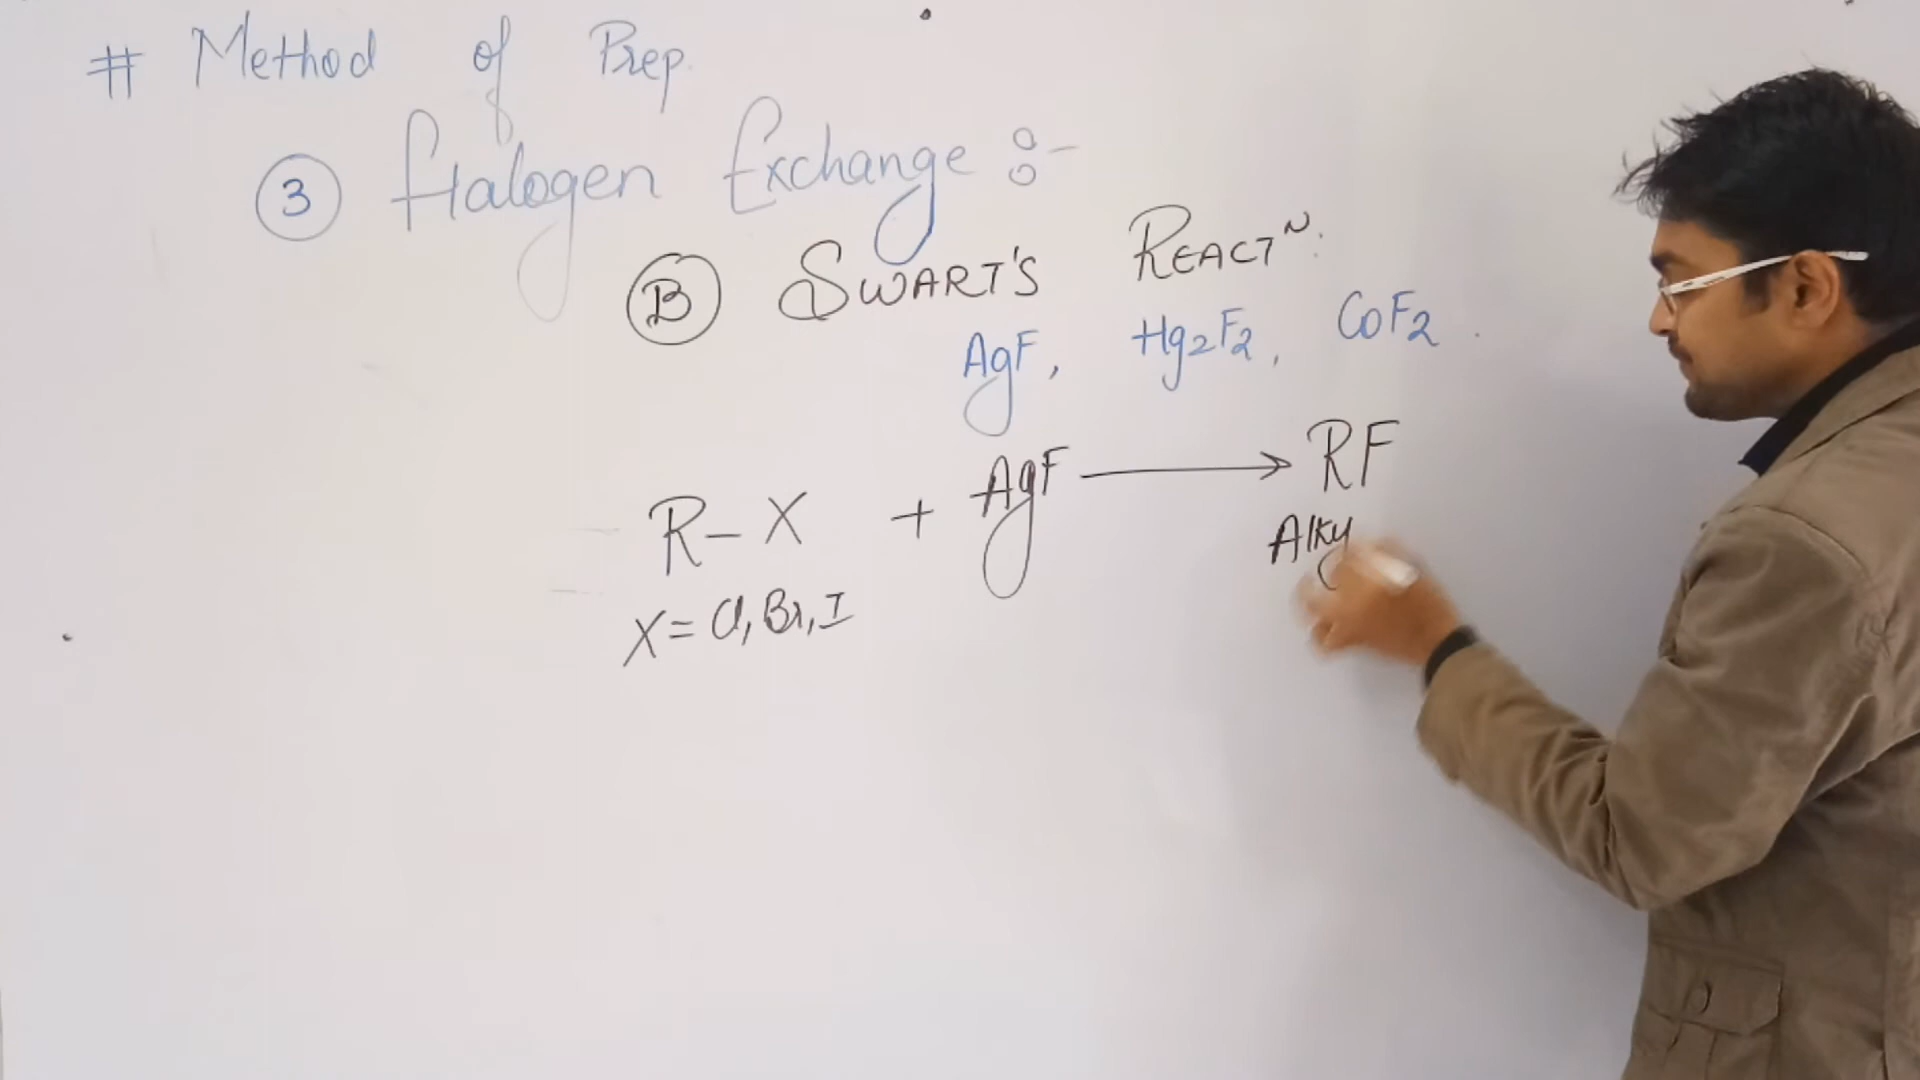 # Method of Prep.
③ Halogen Exchange :-
Ⓑ SWART'S REACTᴺ.
AgF, Hg₂F₂, CoF₂.
R-X + AgF → RF
Alky
X = Cl, Br, I